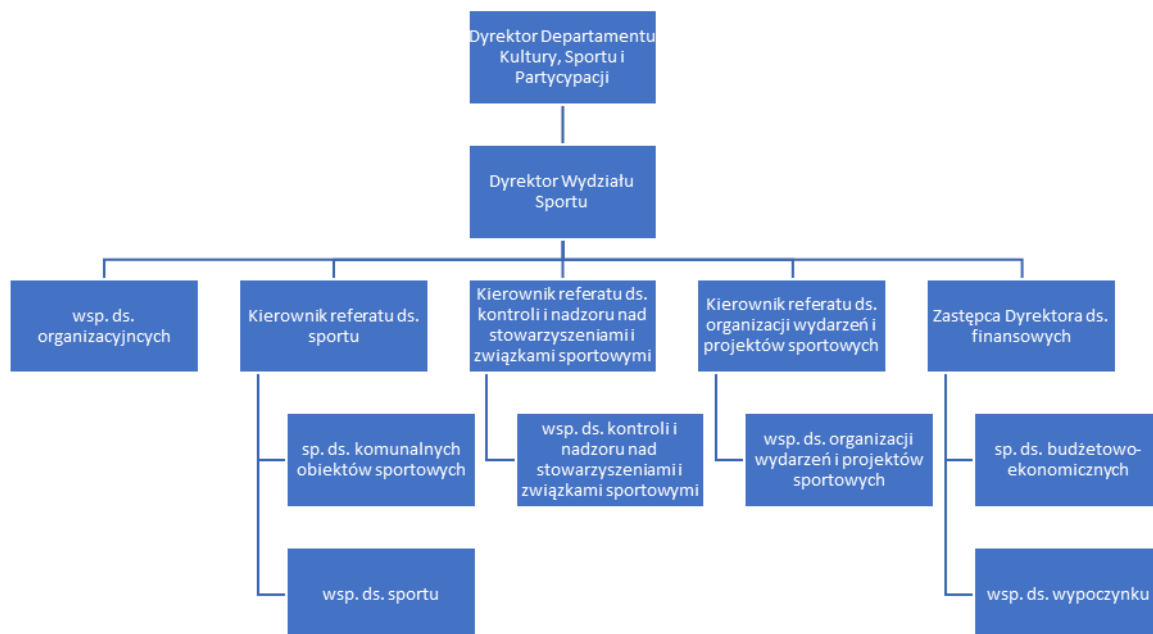 Dyrektor Departamentu
Kultury, Sportu i
Partycypacji
Dyrektor Wydziału
Sportu
wsp. ds.
organizacyjncych
Kierownik referatu ds.
sportu
Kierownik referatu ds.
kontroli i nadzoru nad
stowarzyszeniami i
związkami sportowymi
Kierownik referatu ds.
organizacji wydarzeń i
projektów sportowych
Zastępca Dyrektora ds.
finansowych
sp. ds. komunalnych
obiektów sportowych
wsp. ds. kontroli i
nadzoru nad
stowarzyszeniami i
związkami sportowymi
wsp. ds. organizacji
wydarzeń i projektów
sportowych
sp. ds. budżetowo-
ekonomicznych
wsp. ds. sportu
wsp. ds. wypoczynku